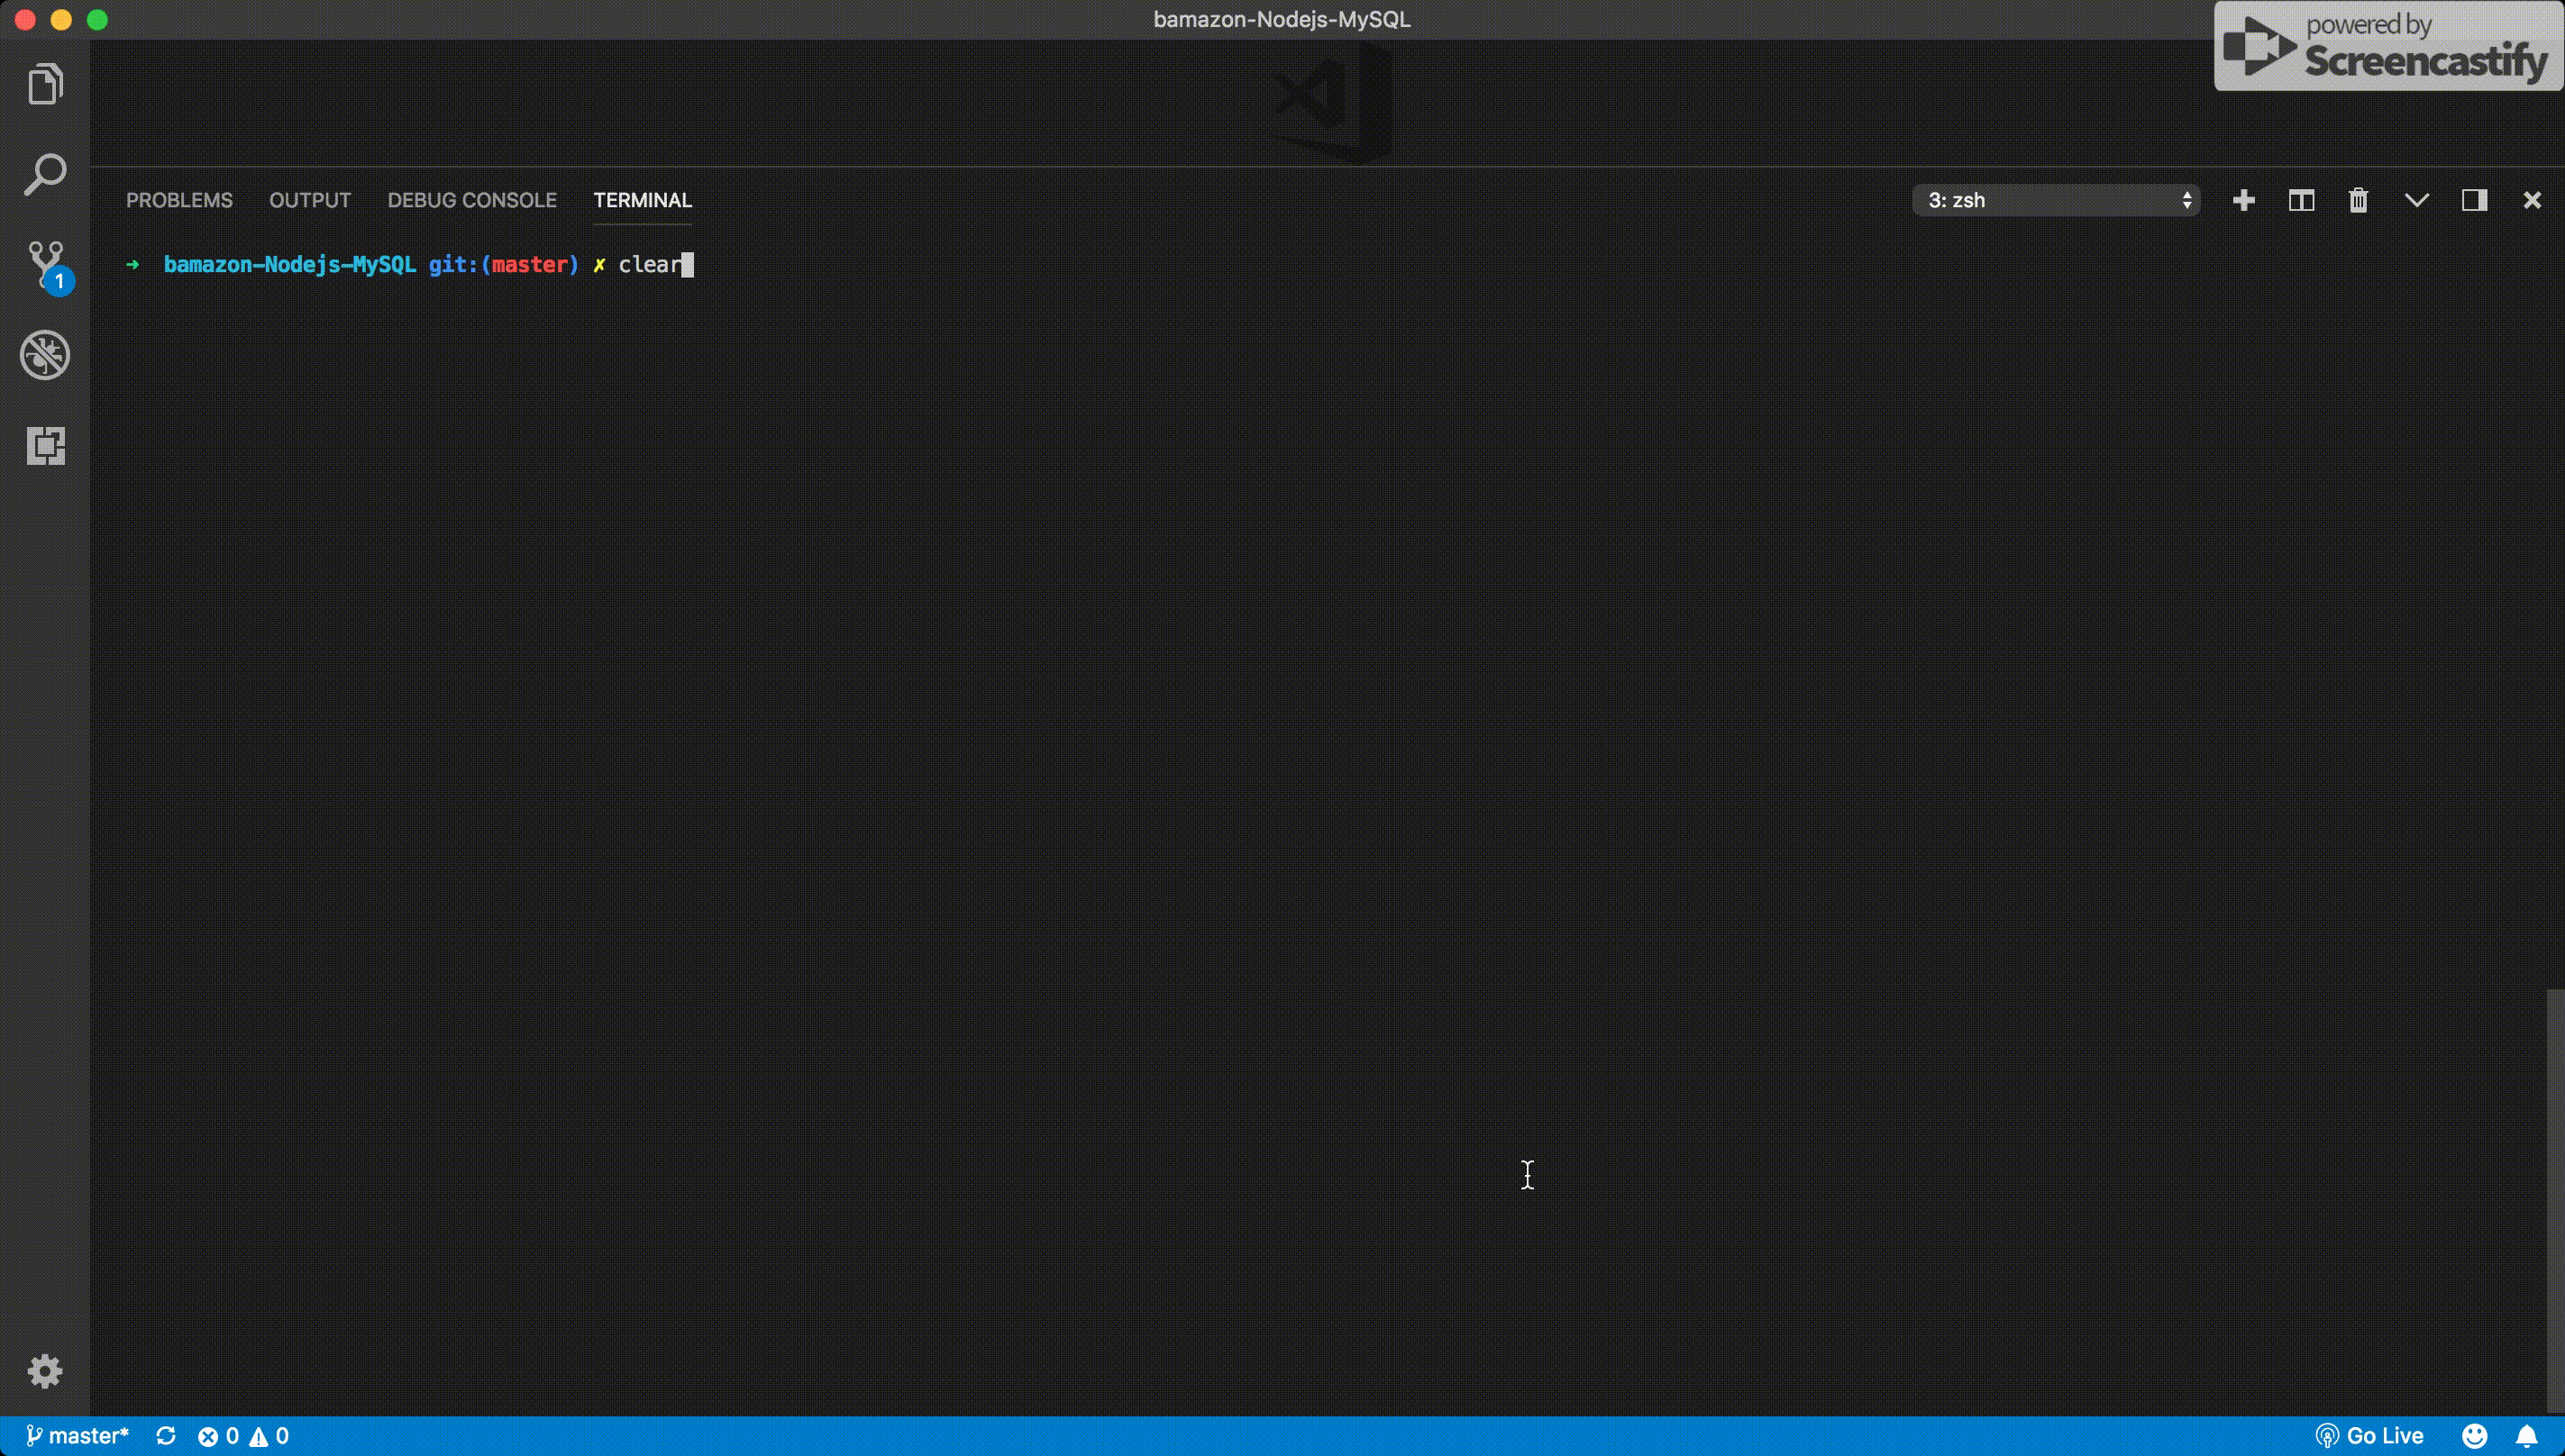 bamazon-Nodejs-MySQL
powered by
Screencastify
PROBLEMS OUTPUT DEBUG CONSOLE TERMINAL 3: zsh
➜ bamazon-Nodejs-MySQL git:(master) ✗ clear
1
master* 0 0 Go Live